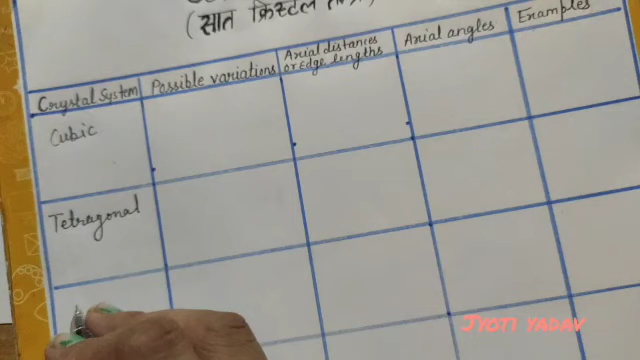 (सात क्रिस्टल
Crystal System
Possible variations
Axial distances
or Edge lengths
Axial angles
Examples
Cubic
Tetragonal
JYOTI YADAV